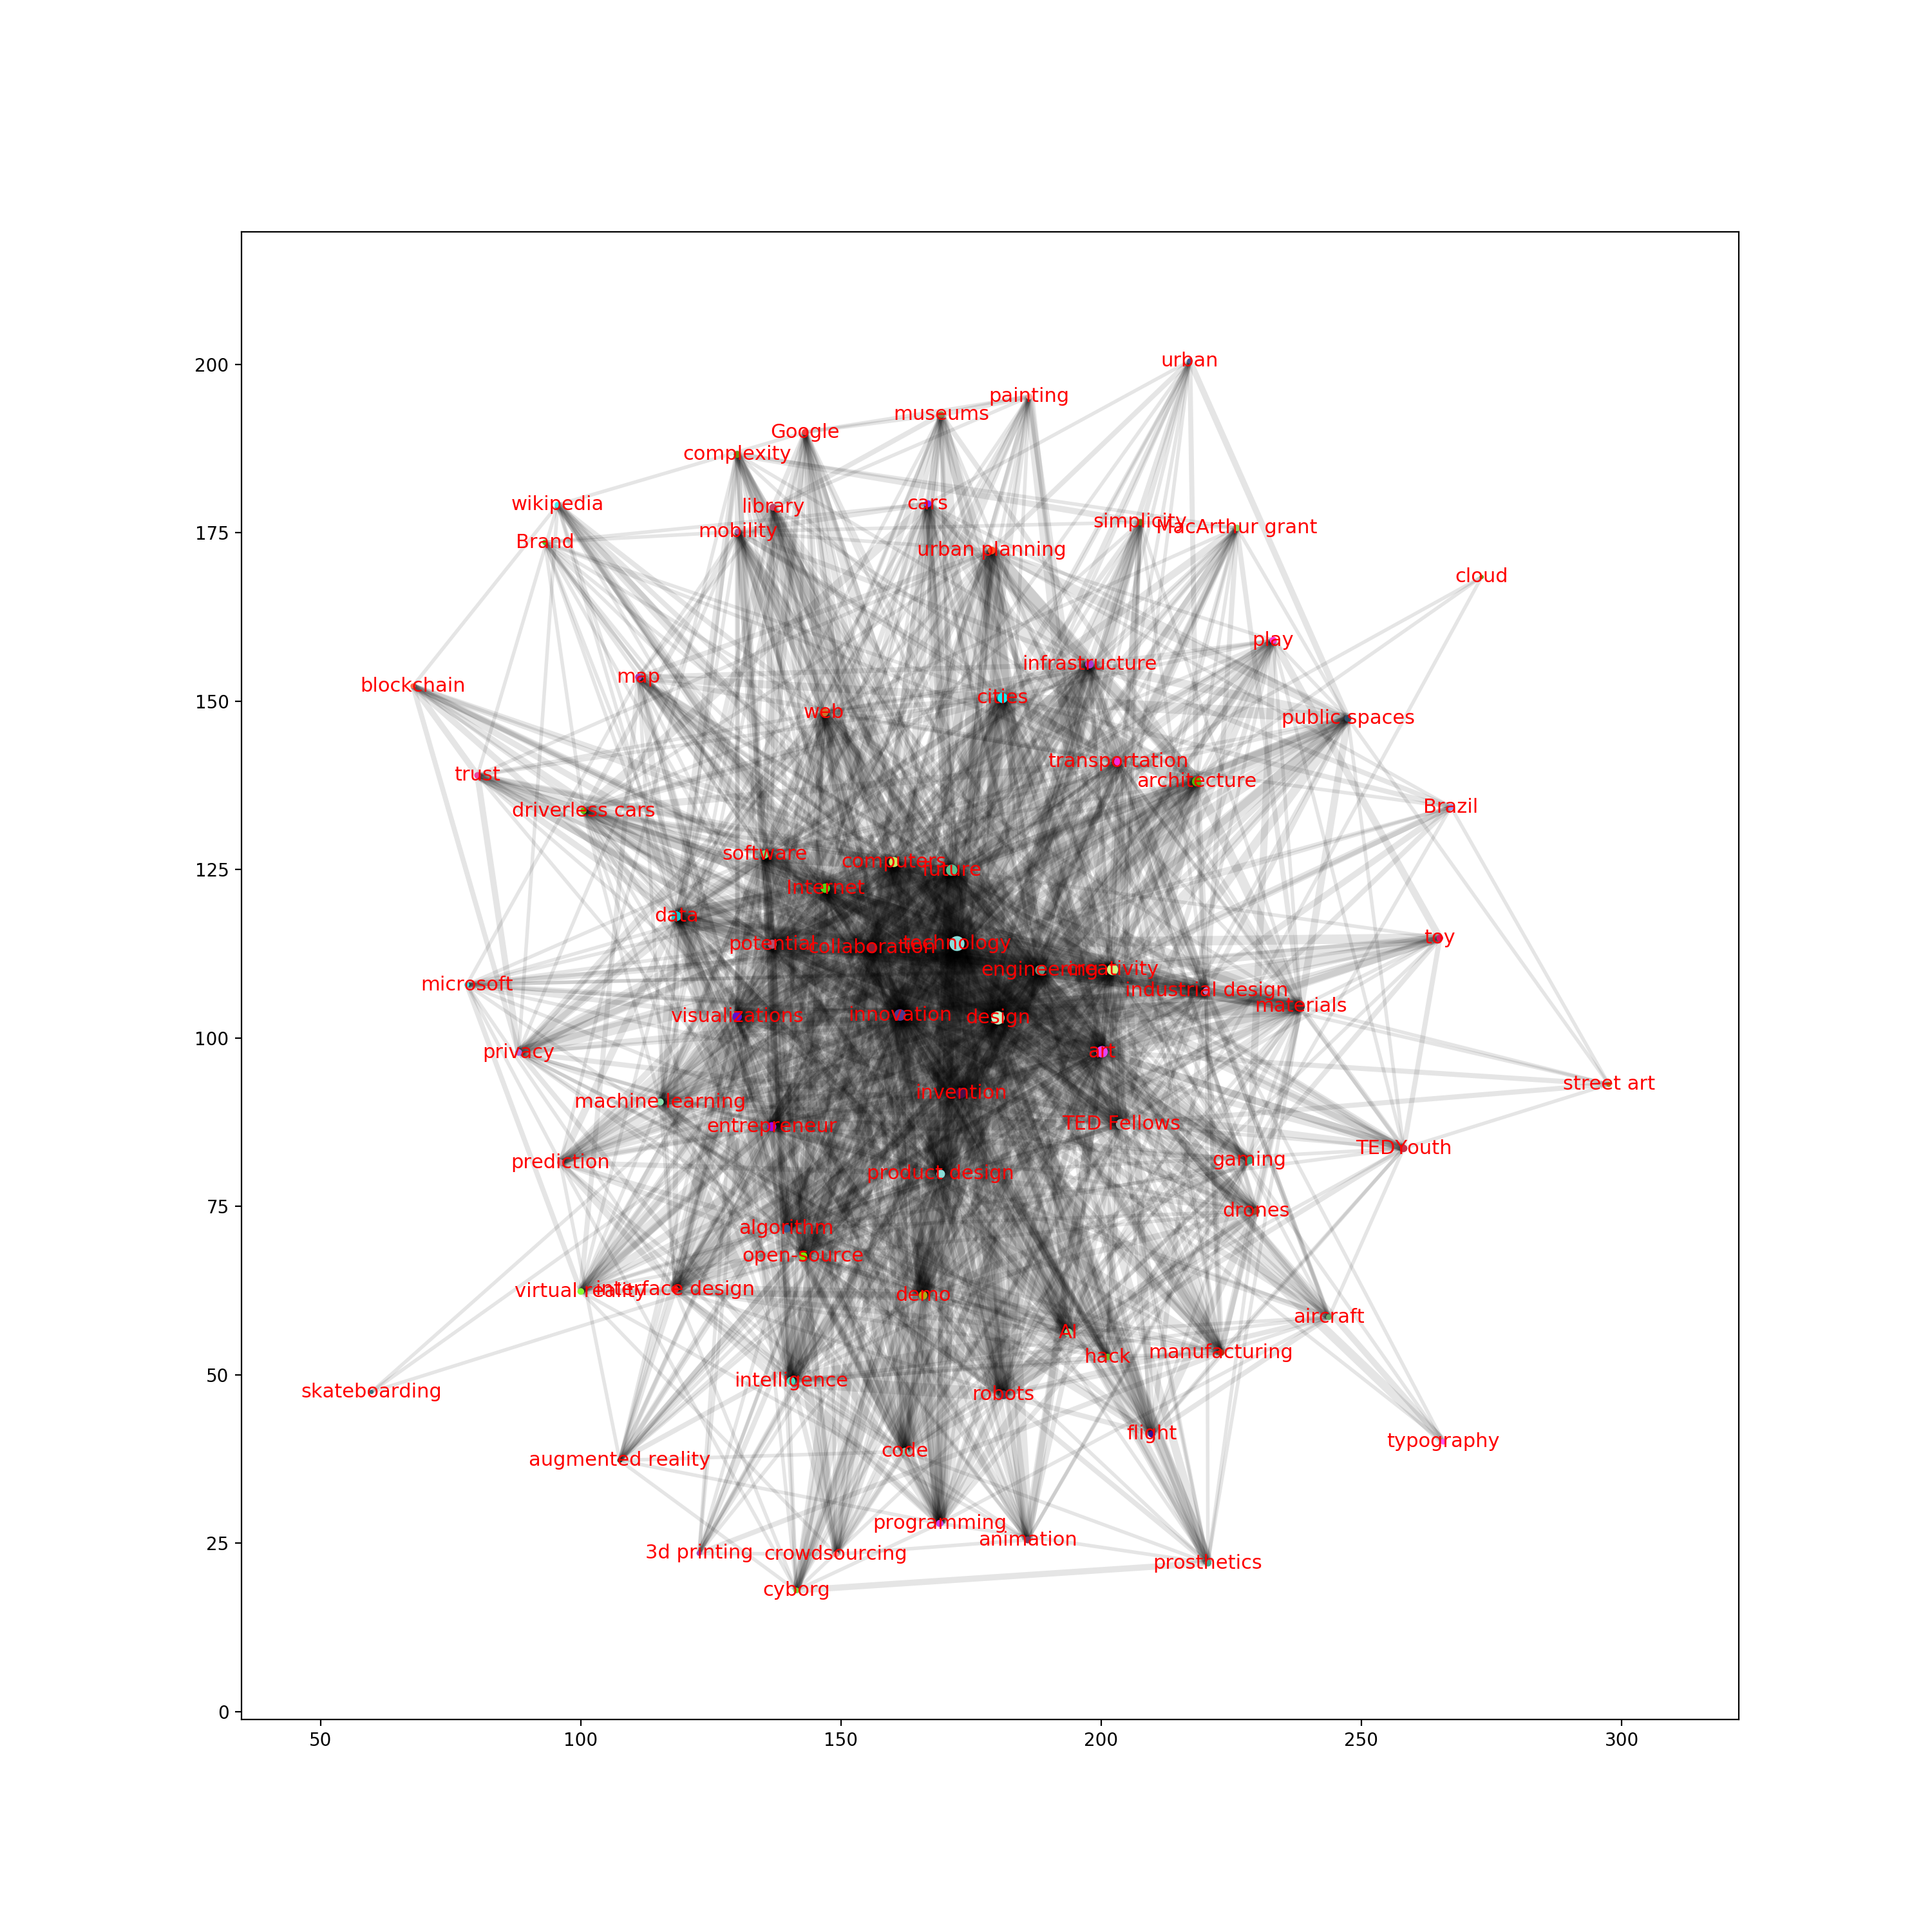 urban
painting
museums
Google
complexity
wikipedia
library
cars
mobility
simplicity
MacArthur grant
Brand
urban planning
cloud
play
infrastructure
map
blockchain
cities
web
public spaces
transportation
trust
architecture
driverless cars
Brazil
software
computers
future
Internet
data
potential
collaboration
technology
toy
engineering
creativity
microsoft
industrial design
materials
visualizations
innovation
design
privacy
art
street art
invention
machine learning
entrepreneur
TED Fellows
prediction
gaming
TEDYouth
product design
drones
algorithm
open-source
virtual reality
interface design
demo
aircraft
AI
hack
manufacturing
skateboarding
intelligence
robots
flight
typography
code
augmented reality
programming
animation
3d printing
crowdsourcing
prosthetics
cyborg
200
175
150
125
100
75
50
25
0
50
100
150
200
250
300